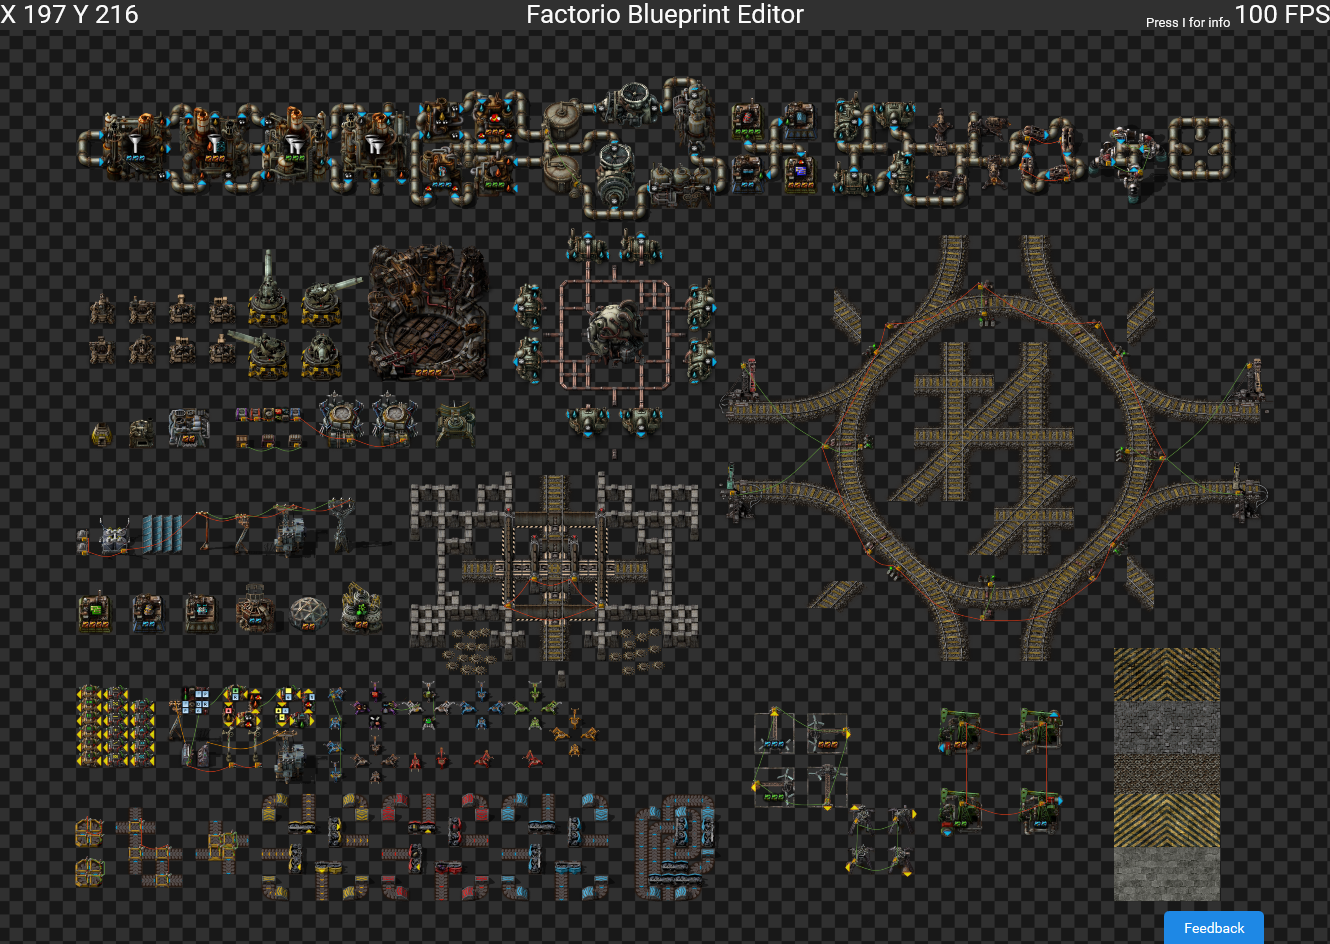 X 197 Y 216
Factorio Blueprint Editor
Press I for info
100 FPS
Feedback